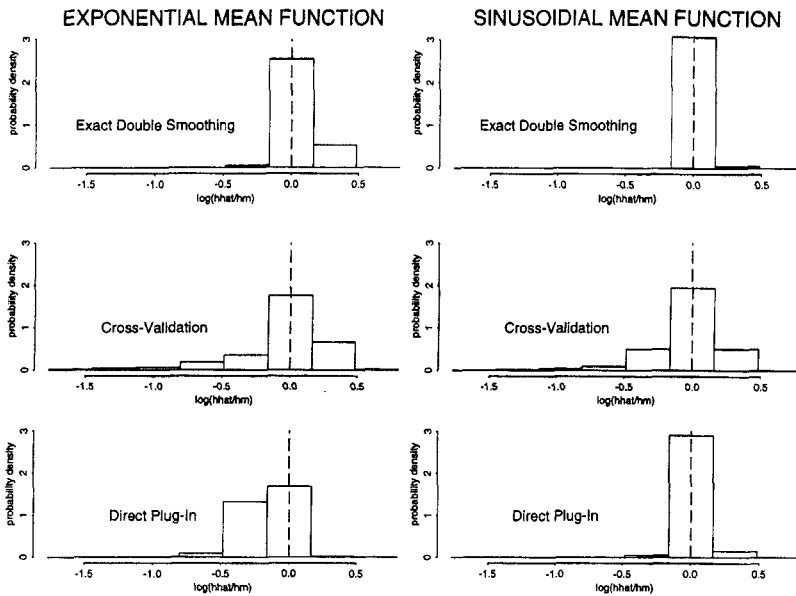 EXPONENTIAL MEAN FUNCTION
SINUSOIDIAL MEAN FUNCTION
probability density
0 1 2 3
Exact Double Smoothing
-1.5 -1.0 -0.5 0.0 0.5
log(hhat/hm)
probability density
0 1 2 3
Exact Double Smoothing
-1.5 -1.0 -0.5 0.0 0.5
log(hhat/hm)
probability density
0 1 2 3
Cross-Validation
-1.5 -1.0 -0.5 0.0 0.5
log(hhat/hm)
probability density
0 1 2 3
Cross-Validation
-1.5 -1.0 -0.5 0.0 0.5
log(hhat/hm)
probability density
0 1 2 3
Direct Plug-In
-1.5 -1.0 -0.5 0.0 0.5
log(hhat/hm)
probability density
0 1 2 3
Direct Plug-In
-1.5 -1.0 -0.5 0.0 0.5
log(hhat/hm)